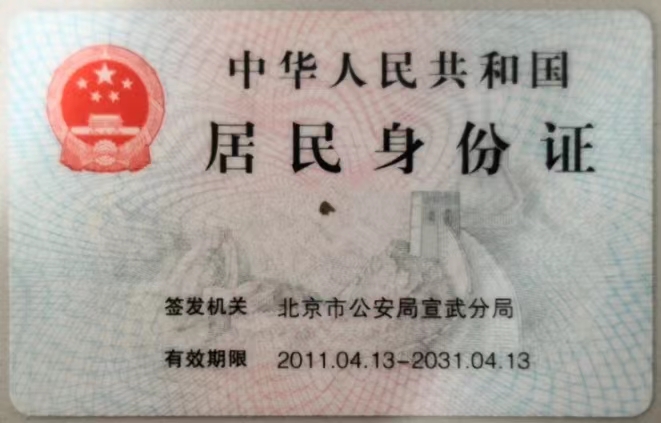 中华人民共和国
居民身份证
签发机关 北京市公安局宣武分局
有效期限 2011.04.13-2031.04.13